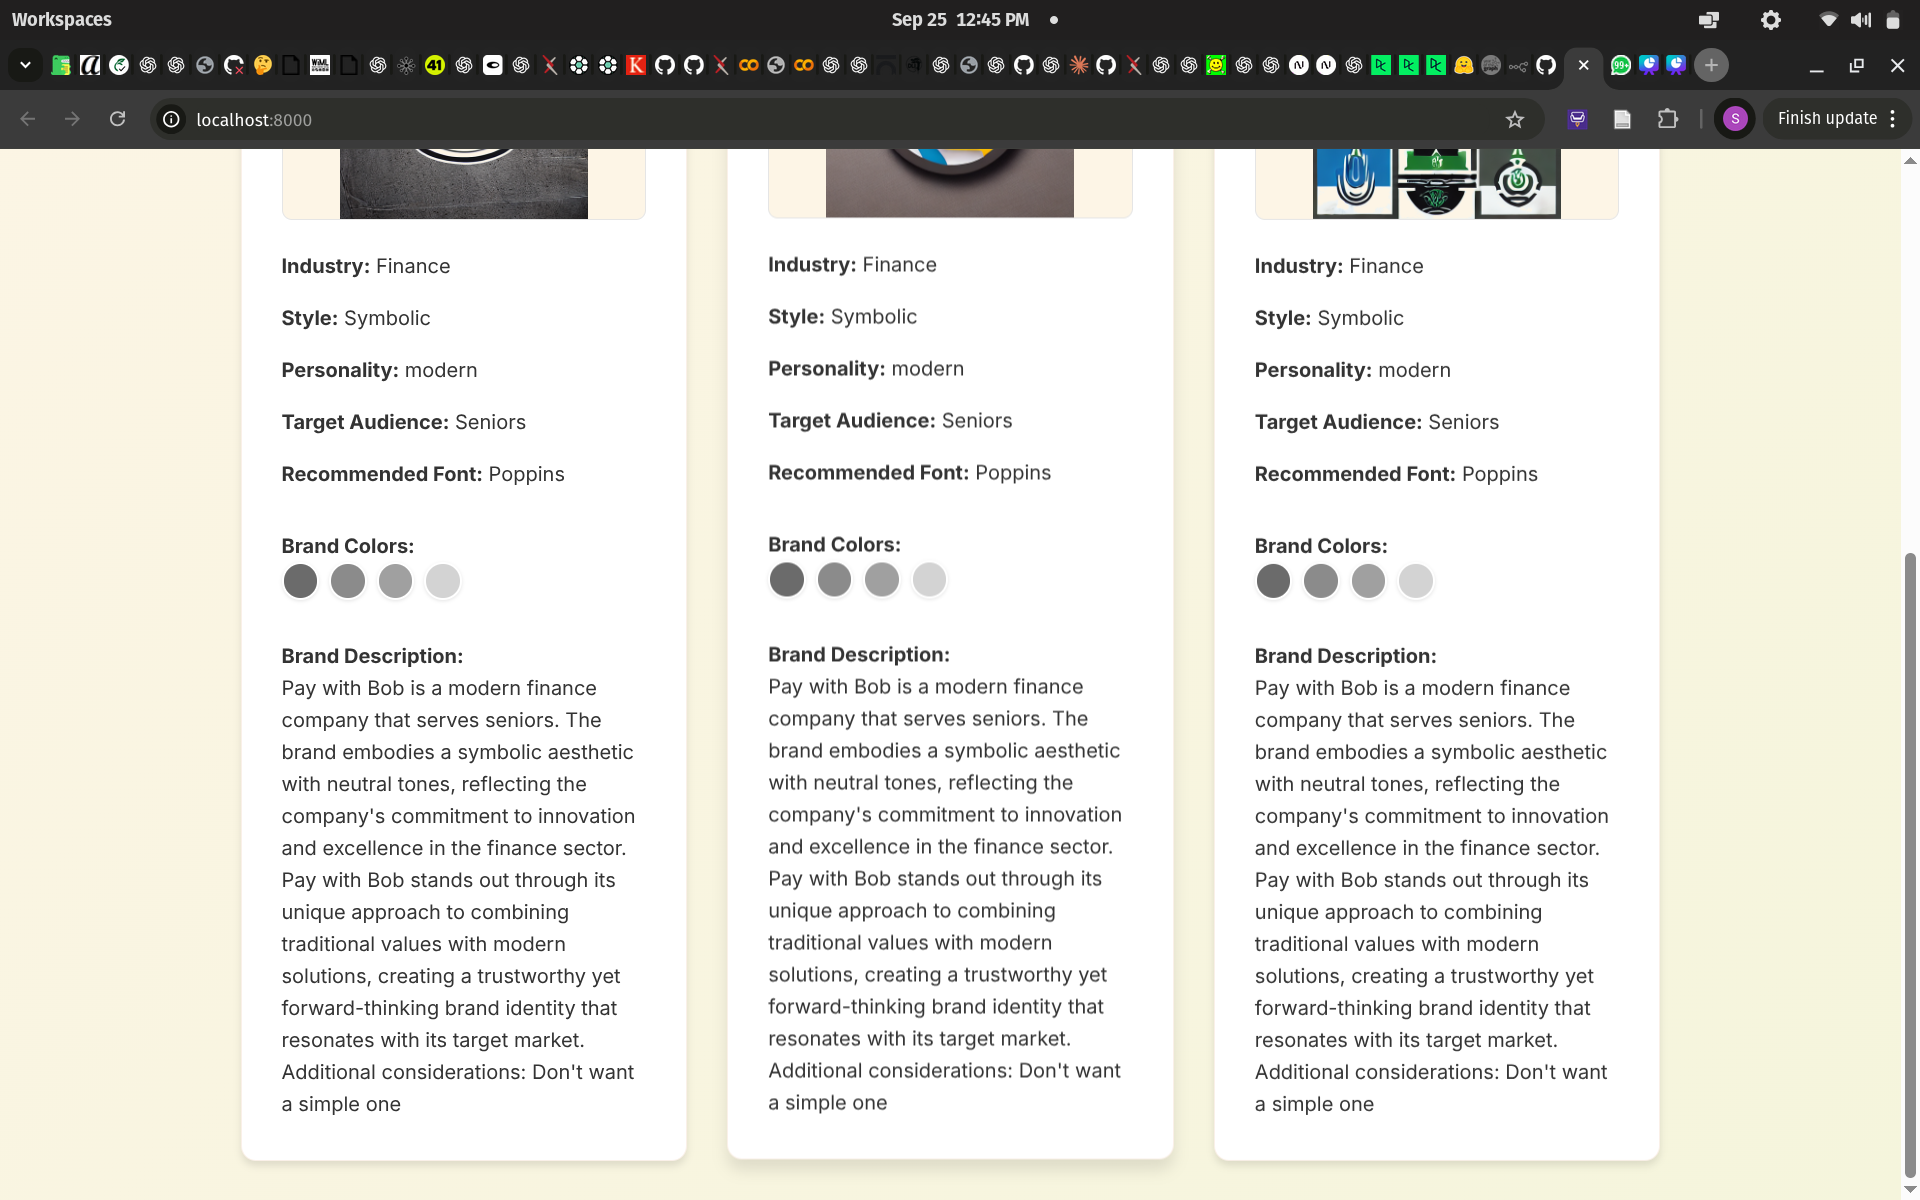 Workspaces
Sep 25 12:45 PM
localhost:8000
S
Finish update
Industry: Finance
Style: Symbolic
Personality: modern
Target Audience: Seniors
Recommended Font: Poppins
Brand Colors:
Brand Description:
Pay with Bob is a modern finance
company that serves seniors. The
brand embodies a symbolic aesthetic
with neutral tones, reflecting the
company's commitment to innovation
and excellence in the finance sector.
Pay with Bob stands out through its
unique approach to combining
traditional values with modern
solutions, creating a trustworthy yet
forward-thinking brand identity that
resonates with its target market.
Additional considerations: Don't want
a simple one
Industry: Finance
Style: Symbolic
Personality: modern
Target Audience: Seniors
Recommended Font: Poppins
Brand Colors:
Brand Description:
Pay with Bob is a modern finance
company that serves seniors. The
brand embodies a symbolic aesthetic
with neutral tones, reflecting the
company's commitment to innovation
and excellence in the finance sector.
Pay with Bob stands out through its
unique approach to combining
traditional values with modern
solutions, creating a trustworthy yet
forward-thinking brand identity that
resonates with its target market.
Additional considerations: Don't want
a simple one
Industry: Finance
Style: Symbolic
Personality: modern
Target Audience: Seniors
Recommended Font: Poppins
Brand Colors:
Brand Description:
Pay with Bob is a modern finance
company that serves seniors. The
brand embodies a symbolic aesthetic
with neutral tones, reflecting the
company's commitment to innovation
and excellence in the finance sector.
Pay with Bob stands out through its
unique approach to combining
traditional values with modern
solutions, creating a trustworthy yet
forward-thinking brand identity that
resonates with its target market.
Additional considerations: Don't want
a simple one